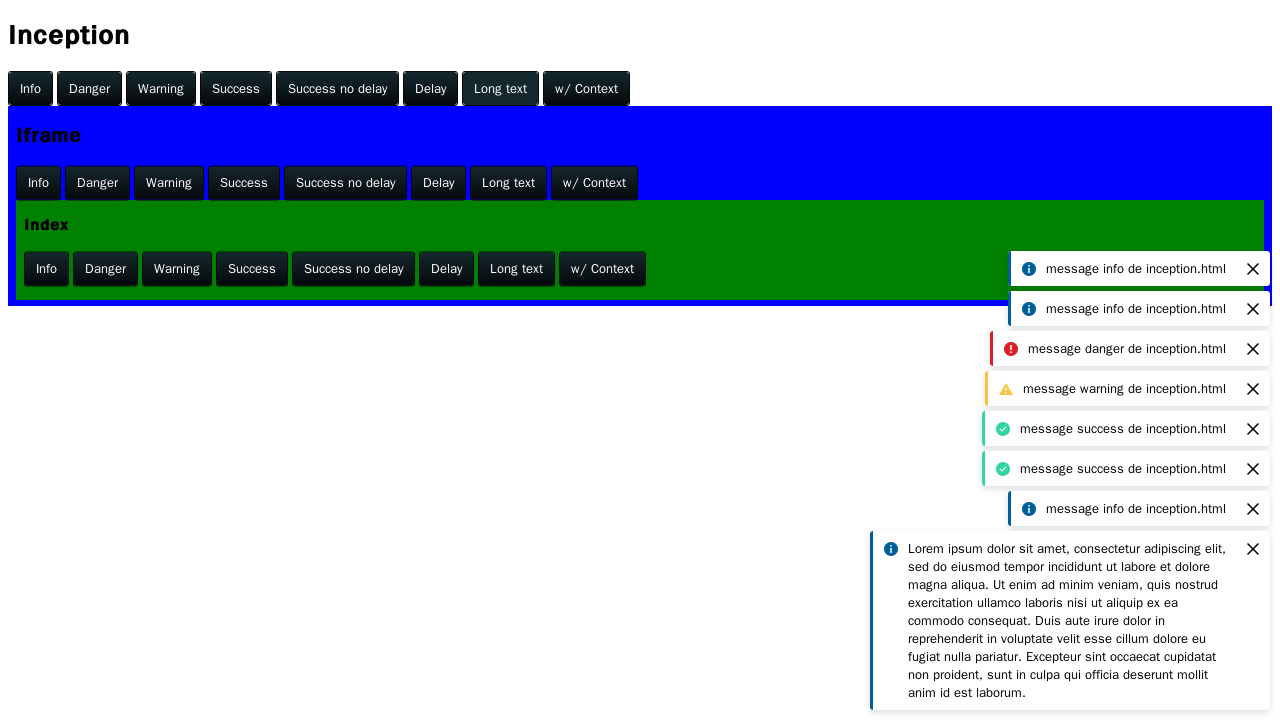 Inception
Info Danger Warning Success Success no delay Delay Long text w/ Context
Iframe
Info Danger Warning Success Success no delay Delay Long text w/ Context
Index
Info Danger Warning Success Success no delay Delay Long text w/ Context
message info de inception.html
message info de inception.html
message danger de inception.html
message warning de inception.html
message success de inception.html
message success de inception.html
message info de inception.html
Lorem ipsum dolor sit amet, consectetur adipiscing elit,
sed do eiusmod tempor incididunt ut labore et dolore
magna aliqua. Ut enim ad minim veniam, quis nostrud
exercitation ullamco laboris nisi ut aliquip ex ea
commodo consequat. Duis aute irure dolor in
reprehenderit in voluptate velit esse cillum dolore eu
fugiat nulla pariatur. Excepteur sint occaecat cupidatat
non proident, sunt in culpa qui officia deserunt mollit
anim id est laborum.